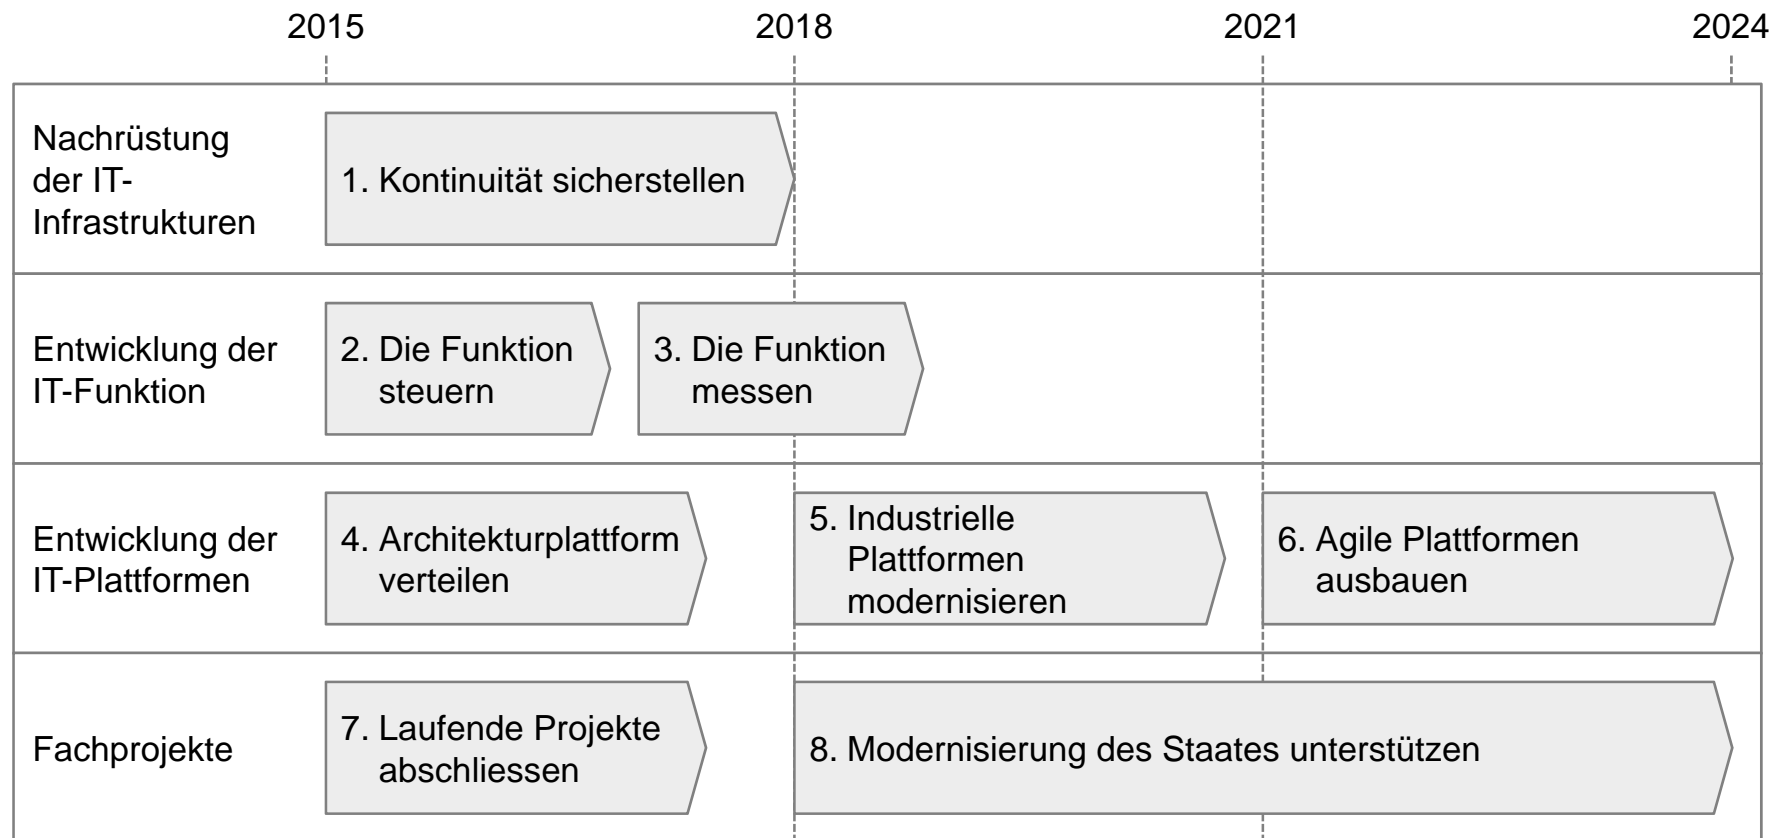 2015 2018 2021 2024
Nachrüstung
der IT-
Infrastrukturen
1. Kontinuität sicherstellen
Entwicklung der
IT-Funktion
2. Die Funktion
steuern
3. Die Funktion
messen
Entwicklung der
IT-Plattformen
4. Architekturplattform
verteilen
5. Industrielle
Plattformen
modernisieren
6. Agile Plattformen
ausbauen
Fachprojekte
7. Laufende Projekte
abschliessen
8. Modernisierung des Staates unterstützen